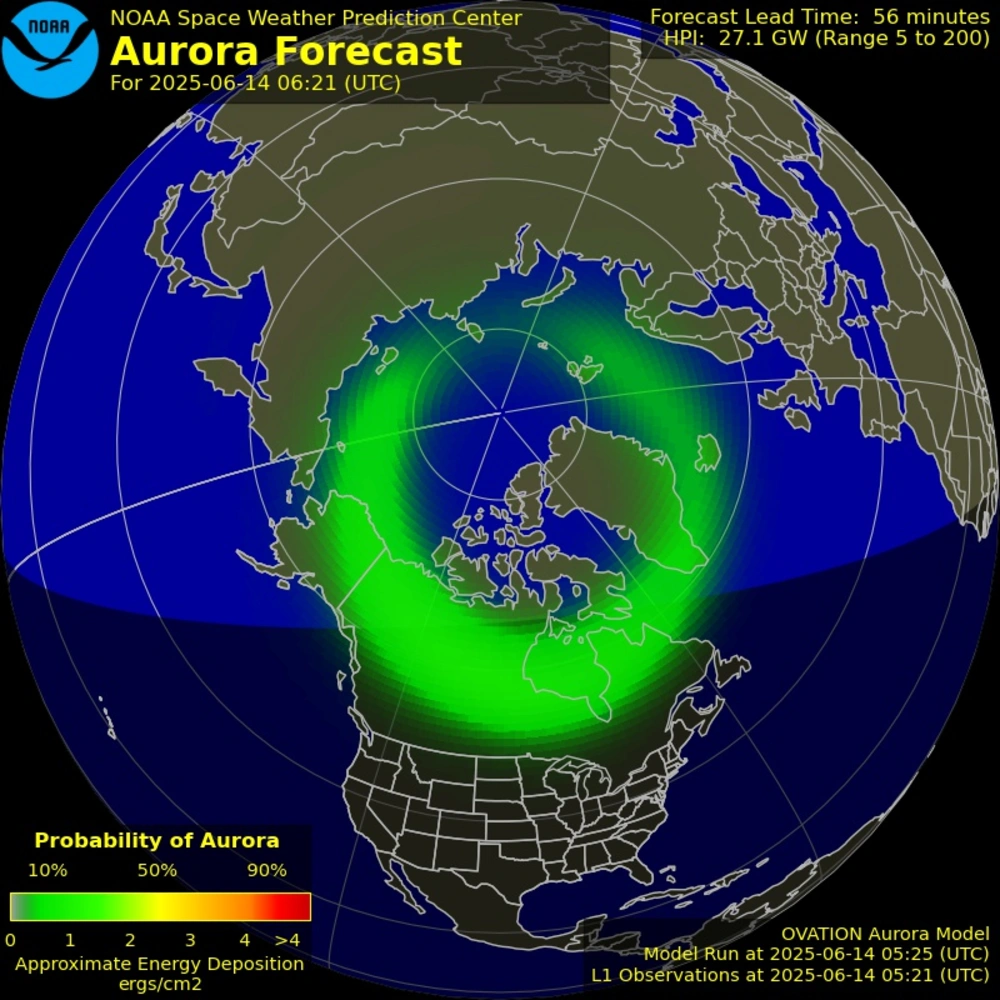 NOAA
NOAA Space Weather Prediction Center
Aurora Forecast
For 2025-06-14 06:21 (UTC)
Forecast Lead Time: 56 minutes
HPI: 27.1 GW (Range 5 to 200)
Probability of Aurora
10% 50% 90%
0 1 2 3 4 >4
Approximate Energy Deposition
ergs/cm2
OVATION Aurora Model
Model Run at 2025-06-14 05:25 (UTC)
L1 Observations at 2025-06-14 05:21 (UTC)